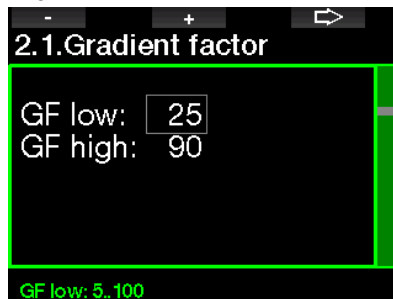 - +
2.1.Gradient factor
GF low: 25
GF high: 90
GF low: 5..100